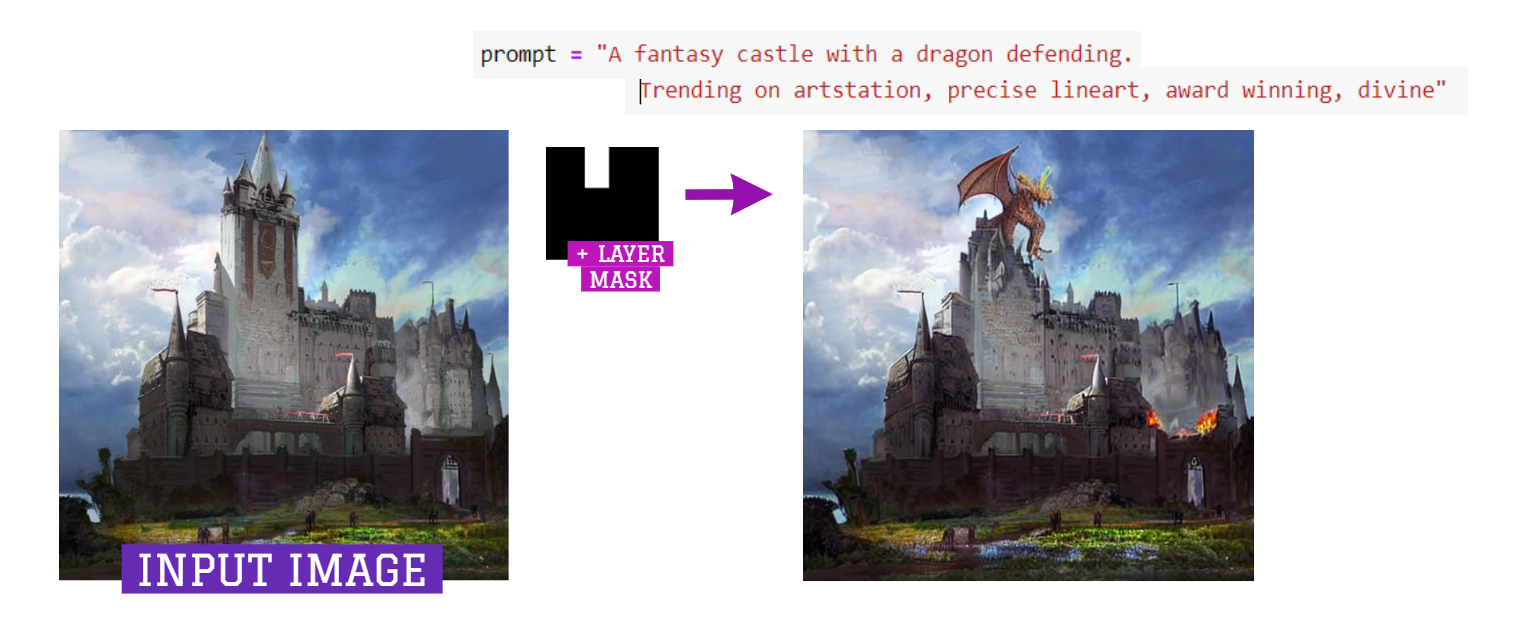 prompt = "A fantasy castle with a dragon defending.
Trending on artstation, precise lineart, award winning, divine"
+ LAYER
MASK
INPUT IMAGE